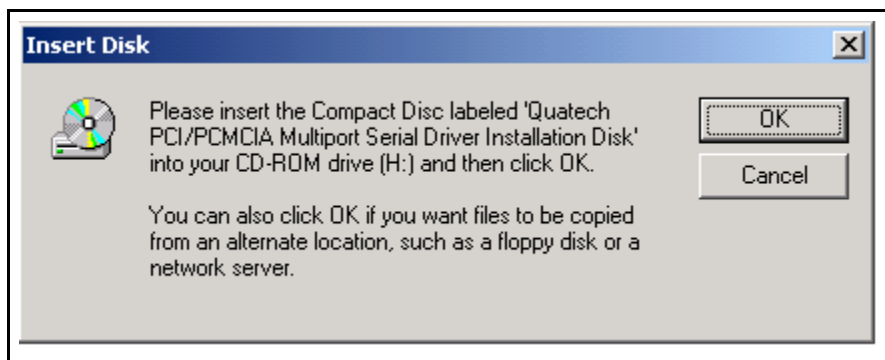 Insert Disk
Please insert the Compact Disc labeled 'Quatech
PCI/PCMCIA Multiport Serial Driver Installation Disk'
into your CD-ROM drive (H:) and then click OK.
You can also click OK if you want files to be copied
from an alternate location, such as a floppy disk or a
network server.
OK
Cancel